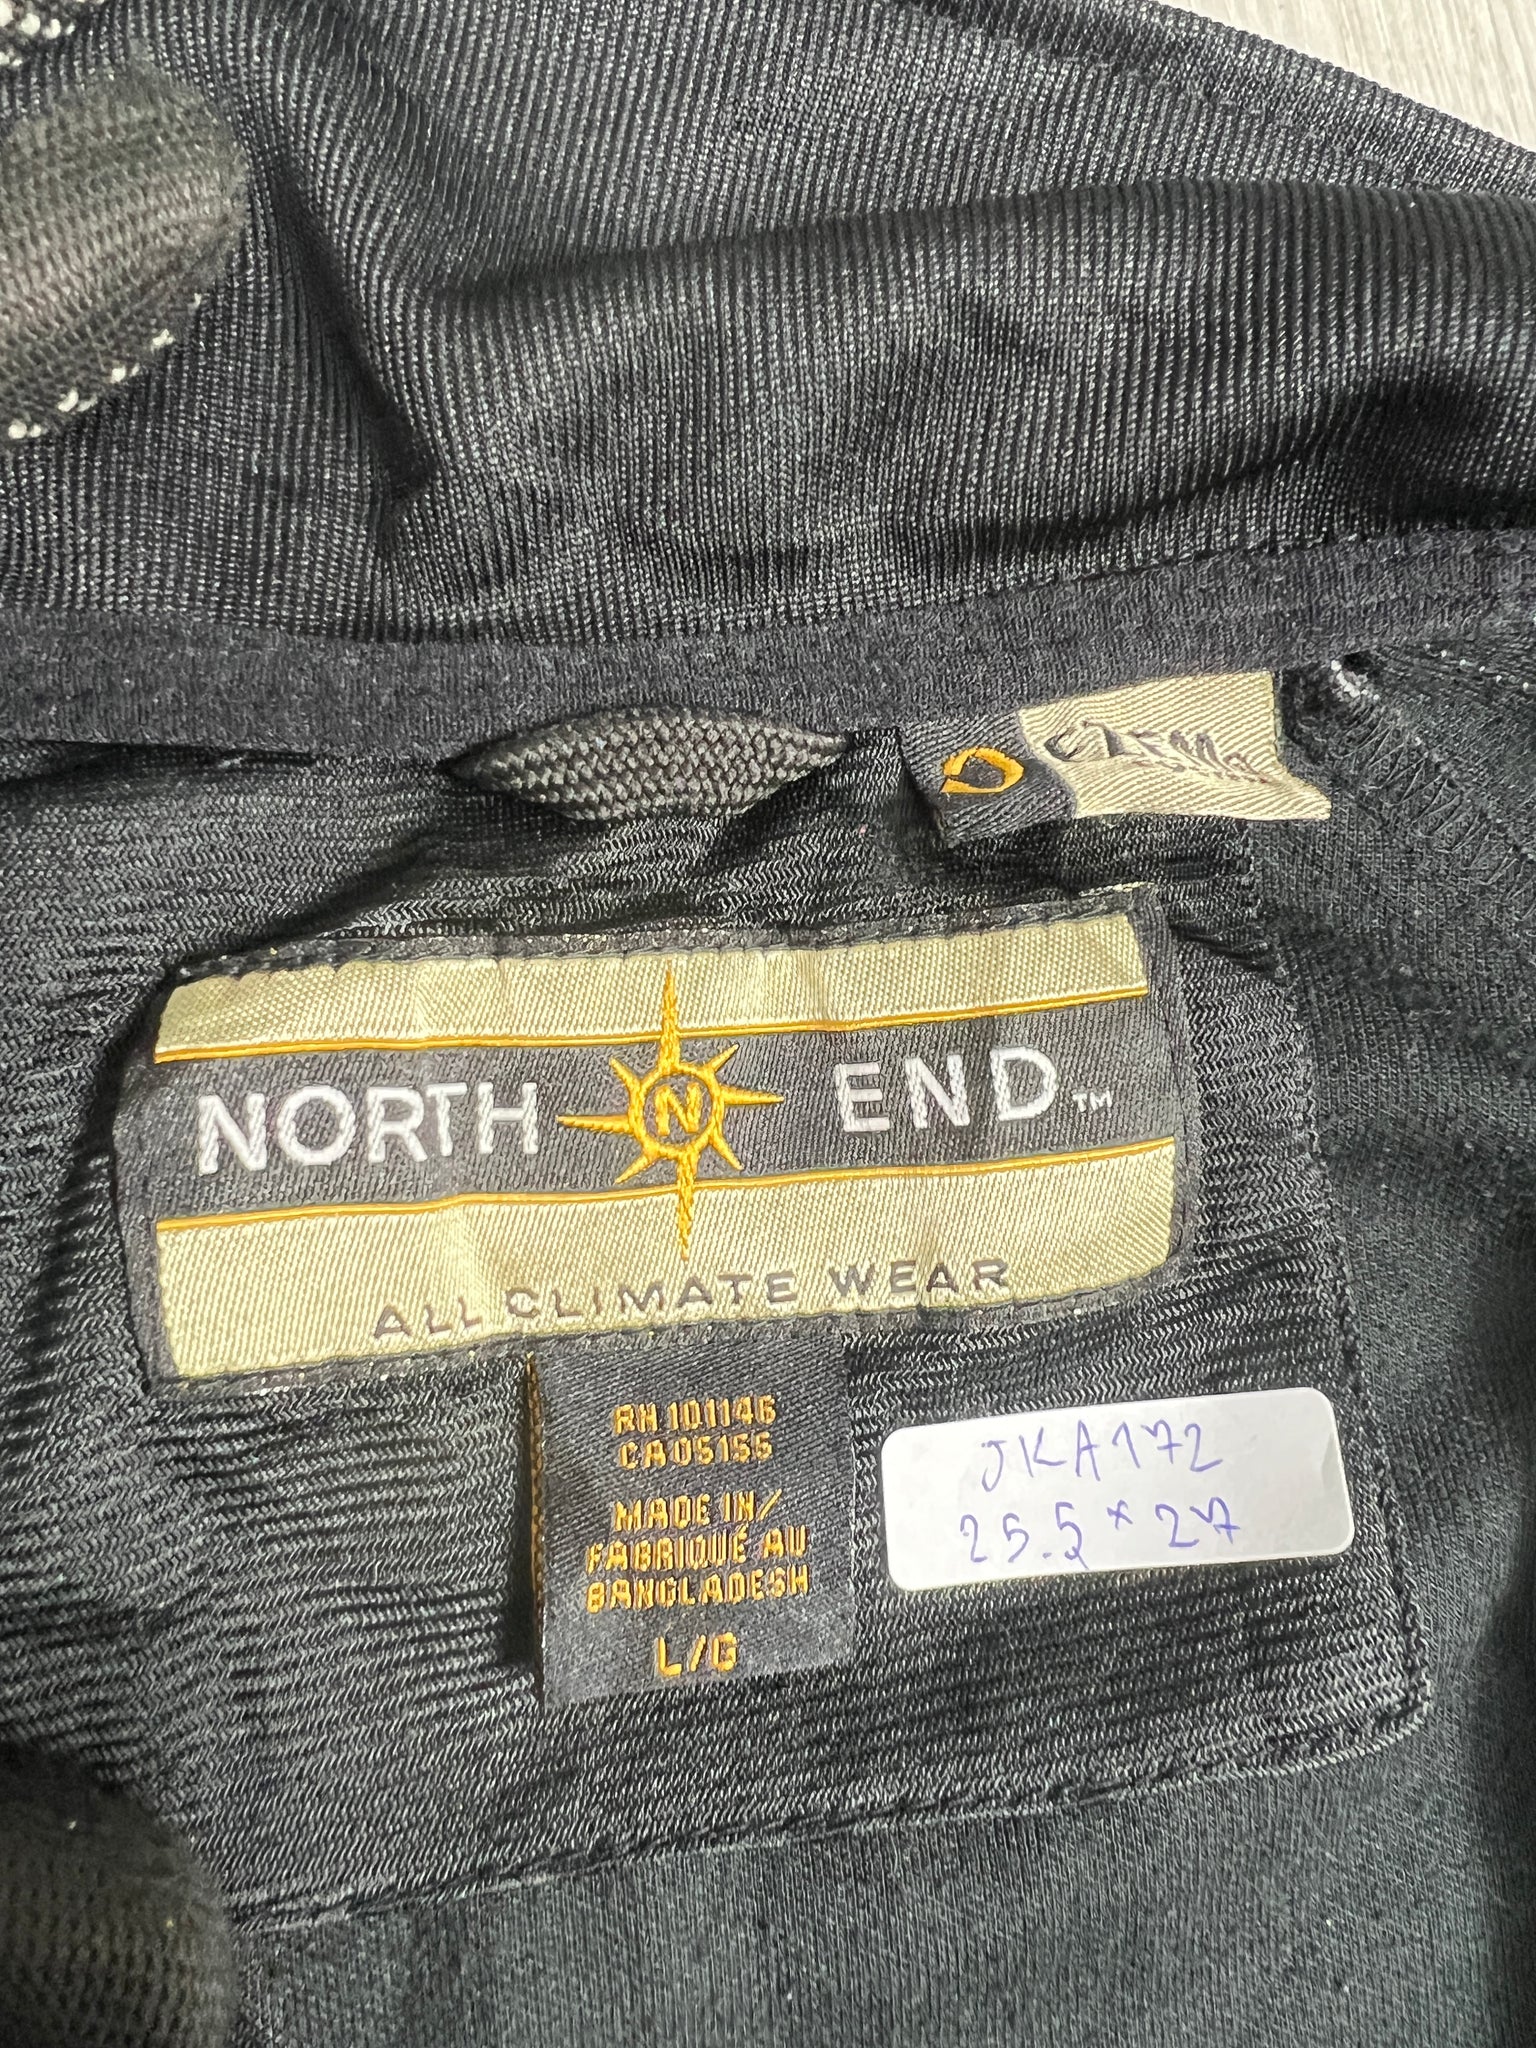 NORTH N END™
ALL CLIMATE WEAR
RN 101146
CA05155
MADE IN/
FABRIQUÉ AU
BANGLADESH
L/G
JKA172
25.5 * 27